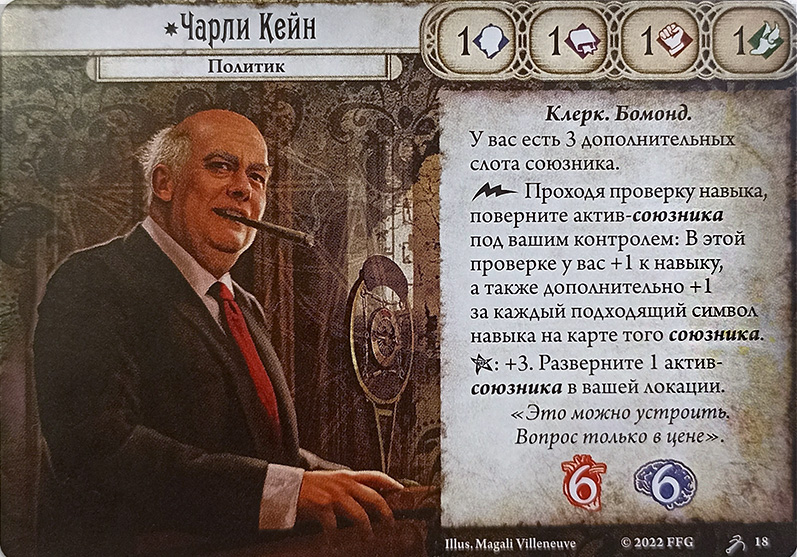 Чарли Кейн
Политик
1 1 1 1
Клерк. Бомонд.
У вас есть 3 дополнительных
слота союзника.
Проходя проверку навыка,
поверните актив-союзника
под вашим контролем: В этой
проверке у вас +1 к навыку,
а также дополнительно +1
за каждый подходящий символ
навыка на карте того союзника.
: +3. Разверните 1 актив-
союзника в вашей локации.
«Это можно устроить.
Вопрос только в цене».
6 6
Illus. Magali Villeneuve © 2022 FFG 18